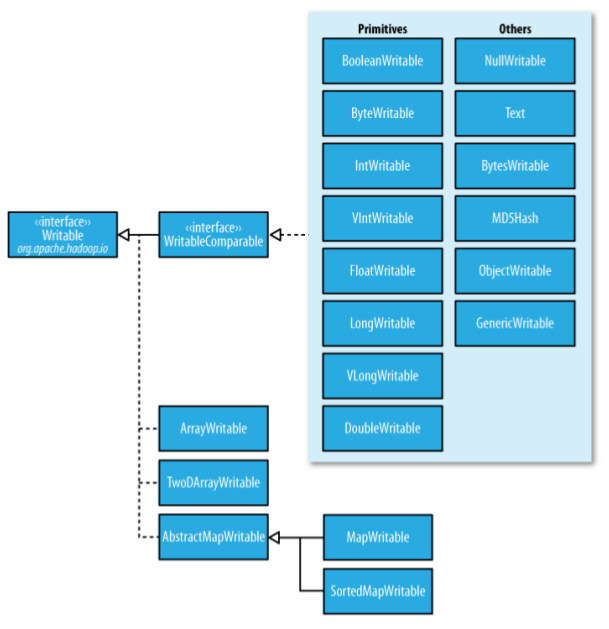 Primitives
Others
BooleanWritable
NullWritable
ByteWritable
Text
IntWritable
BytesWritable
«interface»
Writable
org.apache.hadoop.io
«interface»
WritableComparable
VIntWritable
MD5Hash
FloatWritable
ObjectWritable
LongWritable
GenericWritable
VLongWritable
DoubleWritable
ArrayWritable
TwoDArrayWritable
AbstractMapWritable
MapWritable
SortedMapWritable